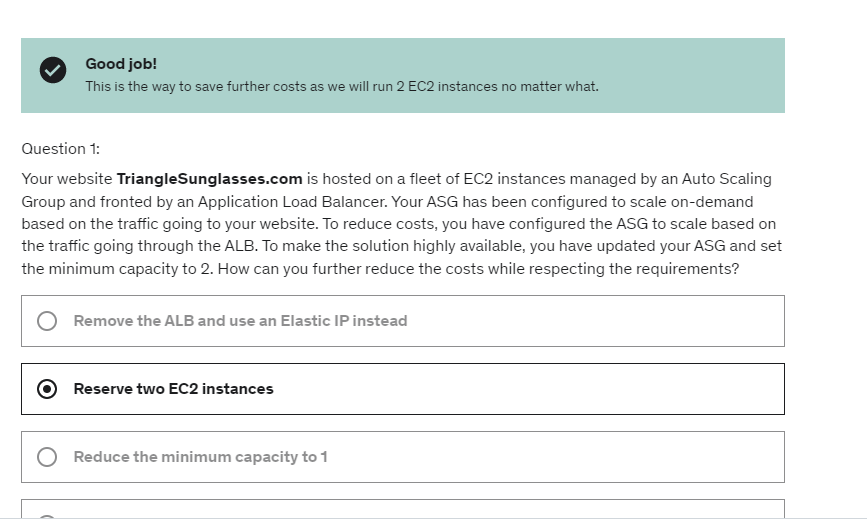 Good job!
This is the way to save further costs as we will run 2 EC2 instances no matter what.
Question 1:
Your website TriangleSunglasses.com is hosted on a fleet of EC2 instances managed by an Auto Scaling
Group and fronted by an Application Load Balancer. Your ASG has been configured to scale on-demand
based on the traffic going to your website. To reduce costs, you have configured the ASG to scale based on
the traffic going through the ALB. To make the solution highly available, you have updated your ASG and set
the minimum capacity to 2. How can you further reduce the costs while respecting the requirements?
Remove the ALB and use an Elastic IP instead
Reserve two EC2 instances
Reduce the minimum capacity to 1